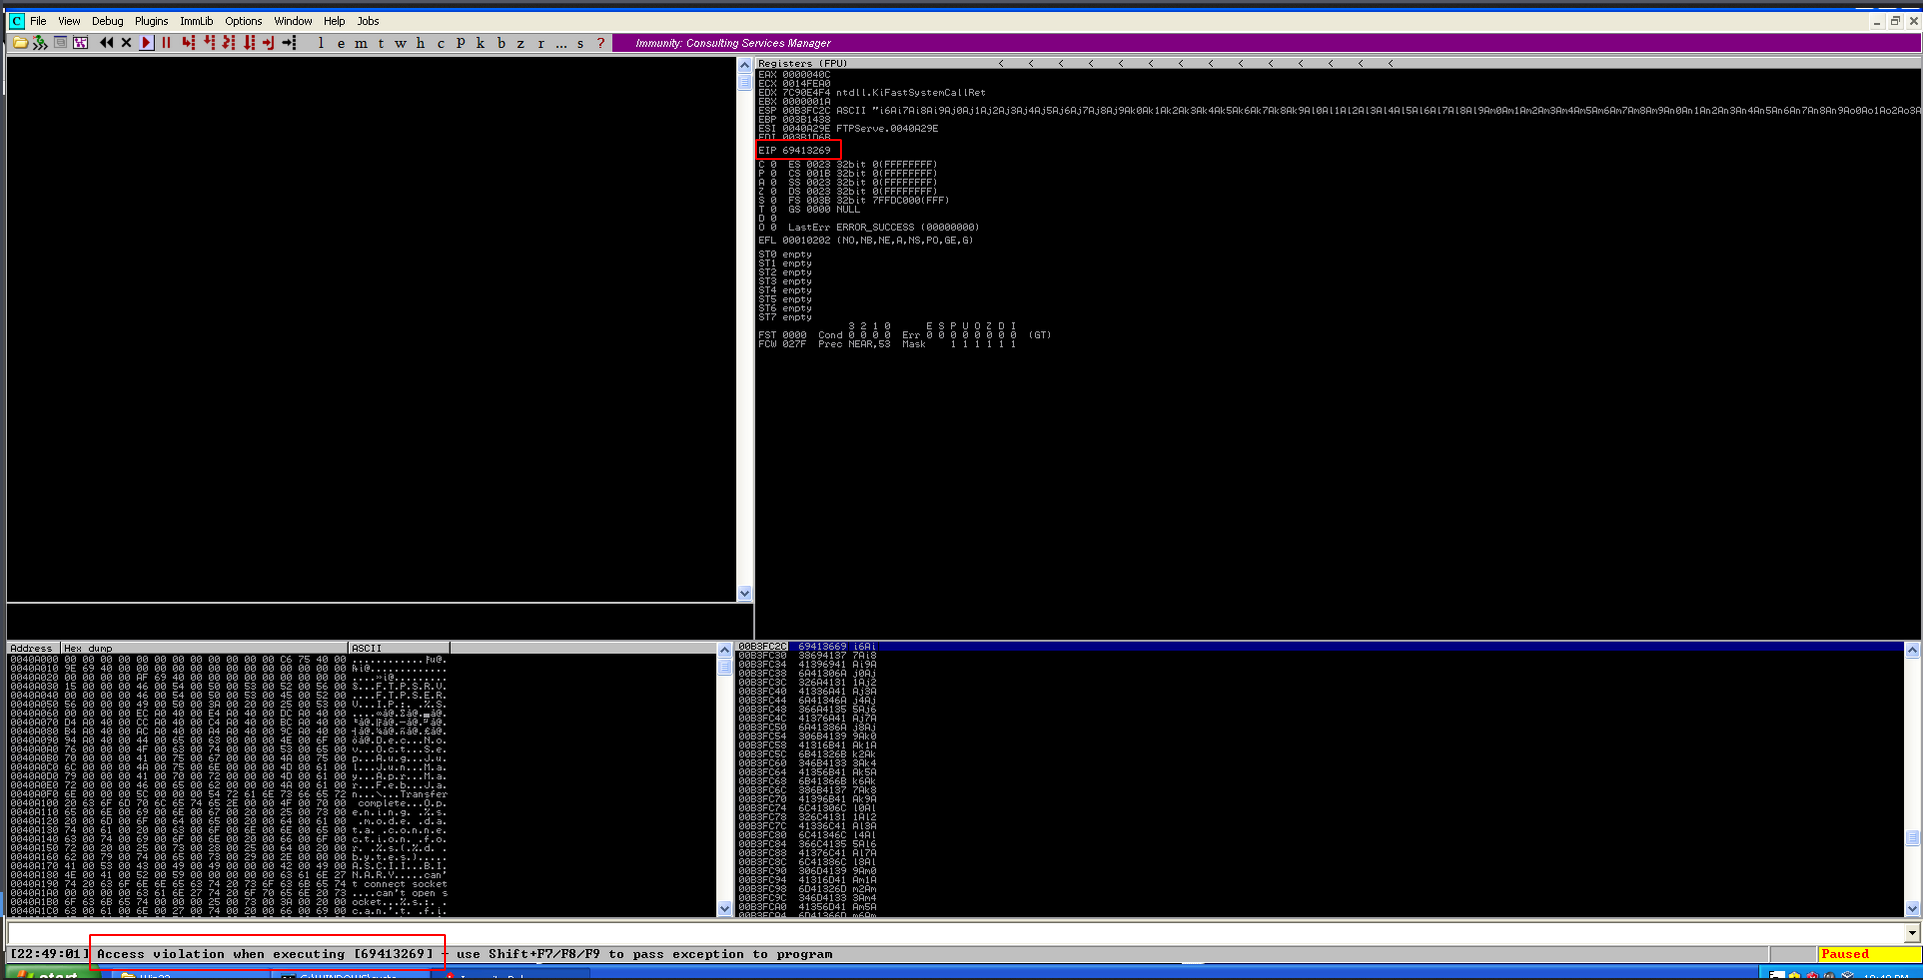 File View Debug Plugins ImmLib Options Window Help Jobs
l e m t w h c P k b z r ... s ?
Immunity: Consulting Services Manager
Registers (FPU) < < < < < < < < < < < < < <
EAX 0000040C
ECX 0014FEA0
EDX 7C90E4F4 ntdll.KiFastSystemCallRet
EBX 0000001A
ESP 00B3FC2C ASCII "i6Ai7Ai8Ai9Aj0Aj1Aj2Aj3Aj4Aj5Aj6Aj7Aj8Aj9Ak0Ak1Ak2Ak3Ak4Ak5Ak6Ak7Ak8Ak9Al0Al1Al2Al3Al4Al5Al6Al7Al8Al9Am0Am1Am2Am3Am4Am5Am6Am7Am8Am9An0An1An2An3An4An5An6An7An8An9Ao0Ao1Ao2Ao3A
EBP 003B1438
ESI 0040A29E FTPServe.0040A29E
EDI 003B1D6B
EIP 69413269
C 0 ES 0023 32bit 0(FFFFFFFF)
P 0 CS 001B 32bit 0(FFFFFFFF)
A 0 SS 0023 32bit 0(FFFFFFFF)
Z 0 DS 0023 32bit 0(FFFFFFFF)
S 0 FS 003B 32bit 7FFDC000(FFF)
T 0 GS 0000 NULL
D 0
O 0 LastErr ERROR_SUCCESS (00000000)
EFL 00010202 (NO,NB,NE,A,NS,PO,GE,G)
ST0 empty
ST1 empty
ST2 empty
ST3 empty
ST4 empty
ST5 empty
ST6 empty
ST7 empty
3 2 1 0 E S P U O Z D I
FST 0000 Cond 0 0 0 0 Err 0 0 0 0 0 0 0 0 (GT)
FCW 027F Prec NEAR,53 Mask 1 1 1 1 1 1
Address Hex dump ASCII
0040A000 00 00 00 00 00 00 00 00 00 00 00 00 C6 75 40 00
0040A010 9E 69 40 00 00 00 00 00 00 00 00 00 00 00 00 00
0040A020 00 00 00 00 AF 69 40 00 00 00 00 00 00 00 00 00
0040A030 15 00 00 00 46 00 54 00 50 00 53 00 52 00 56 00
0040A040 00 00 00 00 46 00 54 00 50 00 53 00 45 00 52 00
0040A050 56 00 00 00 49 00 50 00 3A 00 20 00 25 00 53 00
0040A060 00 00 00 00 EC A0 40 00 E4 A0 40 00 DC A0 40 00
0040A070 D4 A0 40 00 CC A0 40 00 C4 A0 40 00 BC A0 40 00
0040A080 B4 A0 40 00 AC A0 40 00 A4 A0 40 00 9C A0 40 00
0040A090 94 A0 40 00 44 00 65 00 63 00 00 00 4E 00 6F 00
0040A0A0 76 00 00 00 4F 00 63 00 74 00 00 00 53 00 65 00
0040A0B0 70 00 00 00 41 00 75 00 67 00 00 00 4A 00 75 00
0040A0C0 6C 00 00 00 4A 00 75 00 6E 00 00 00 4D 00 61 00
0040A0D0 79 00 00 00 41 00 70 00 72 00 00 00 4D 00 61 00
0040A0E0 72 00 00 00 46 00 65 00 62 00 00 00 4A 00 61 00
0040A0F0 6E 00 00 00 5C 00 00 00 54 72 61 6E 73 66 65 72
0040A100 20 63 6F 6D 70 6C 65 74 65 2E 00 00 4F 00 70 00
0040A110 65 00 6E 00 69 00 6E 00 67 00 20 00 25 00 73 00
0040A120 20 00 6D 00 6F 00 64 00 65 00 20 00 64 00 61 00
0040A130 74 00 61 00 20 00 63 00 6F 00 6E 00 6E 00 65 00
0040A140 63 00 74 00 69 00 6F 00 6E 00 20 00 66 00 6F 00
0040A150 72 00 20 00 25 00 73 00 28 00 25 00 64 00 20 00
0040A160 62 00 79 00 74 00 65 00 73 00 29 00 2E 00 00 00
0040A170 41 00 53 00 43 00 49 00 49 00 00 00 42 00 49 00
0040A180 4E 00 41 00 52 00 59 00 00 00 00 00 63 61 6E 27
0040A190 74 20 63 6F 6E 6E 65 63 74 20 73 6F 63 6B 65 74
0040A1A0 00 00 00 00 63 61 6E 27 74 20 6F 70 65 6E 20 73
0040A1B0 6F 63 6B 65 74 00 00 00 25 00 73 00 3A 00 20 00
0040A1C0 63 00 61 00 6E 00 27 00 74 00 20 00 66 00 69 00
00B3FC2C 69413669 i6Ai
00B3FC30 38694137 7Ai8
00B3FC34 41396941 Ai9A
00B3FC38 6A41306A j0Aj
00B3FC3C 326A4131 1Aj2
00B3FC40 41336A41 Aj3A
00B3FC44 6A41346A j4Aj
00B3FC48 366A4135 5Aj6
00B3FC4C 41376A41 Aj7A
00B3FC50 6A41386A j8Aj
00B3FC54 306B4139 9Ak0
00B3FC58 41316B41 Ak1A
00B3FC5C 6B41326B k2Ak
00B3FC60 346B4133 3Ak4
00B3FC64 41356B41 Ak5A
00B3FC68 6B41366B k6Ak
00B3FC6C 386B4137 7Ak8
00B3FC70 41396B41 Ak9A
00B3FC74 6C41306C l0Al
00B3FC78 326C4131 1Al2
00B3FC7C 41336C41 Al3A
00B3FC80 6C41346C l4Al
00B3FC84 366C4135 5Al6
00B3FC88 41376C41 Al7A
00B3FC8C 6C41386C l8Al
00B3FC90 306D4139 9Am0
00B3FC94 41316D41 Am1A
00B3FC98 6D41326D m2Am
00B3FC9C 346D4133 3Am4
00B3FCA0 41356D41 Am5A
00B3FCA4 6D41366D m6Am
[22:49:01] Access violation when executing [69413269] - use Shift+F7/F8/F9 to pass exception to program
Paused
start